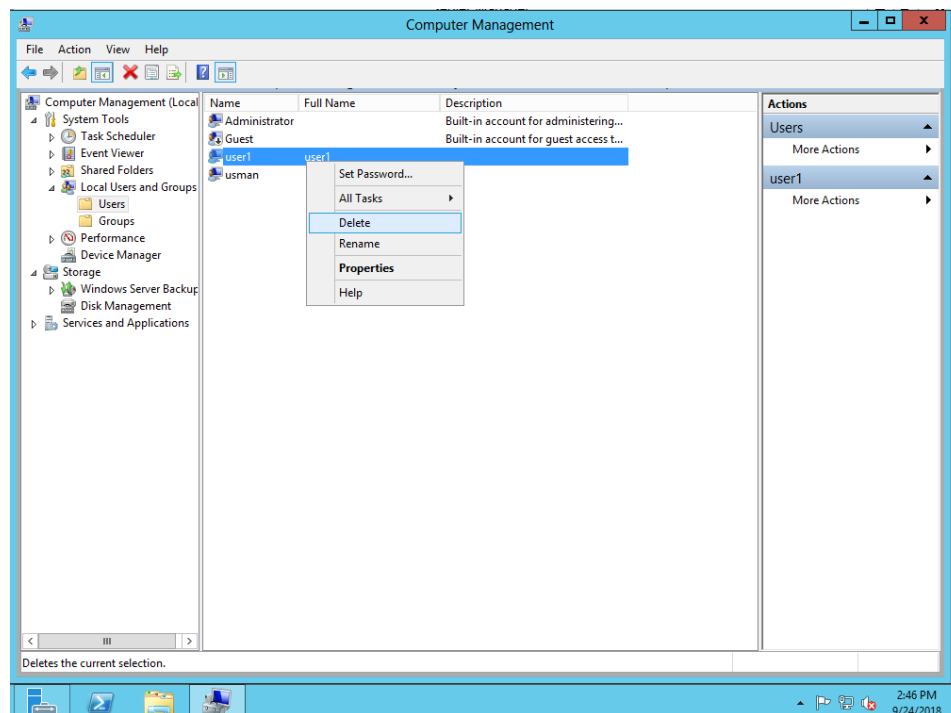 Computer Management
File Action View Help
Computer Management (Local
System Tools
Task Scheduler
Event Viewer
Shared Folders
Local Users and Groups
Users
Groups
Performance
Device Manager
Storage
Windows Server Backup
Disk Management
Services and Applications
Name Full Name Description
Administrator Built-in account for administering...
Guest Built-in account for guest access t...
user1 user1
usman
Set Password...
All Tasks
Delete
Rename
Properties
Help
Actions
Users
More Actions
user1
More Actions
Deletes the current selection.
2:46 PM
9/24/2018